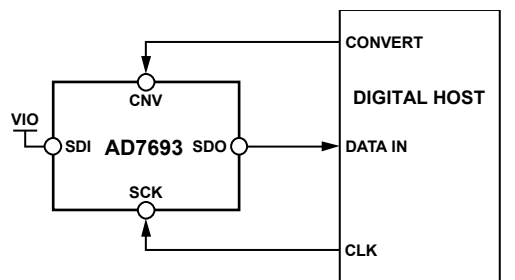 CONVERT
CNV
DIGITAL HOST
VIO
SDI AD7693 SDO
DATA IN
SCK
CLK